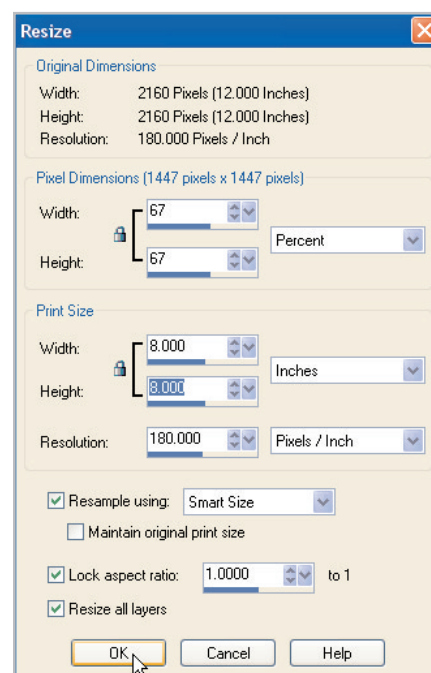 Resize
Original Dimensions
Width: 2160 Pixels (12.000 Inches)
Height: 2160 Pixels (12.000 Inches)
Resolution: 180.000 Pixels / Inch
Pixel Dimensions (1447 pixels x 1447 pixels)
Width: 67
Percent
Height: 67
Print Size
Width: 8.000
Inches
Height: 8.000
Resolution: 180.000 Pixels / Inch
Resample using: Smart Size
Maintain original print size
Lock aspect ratio: 1.0000 to 1
Resize all layers
OK Cancel Help